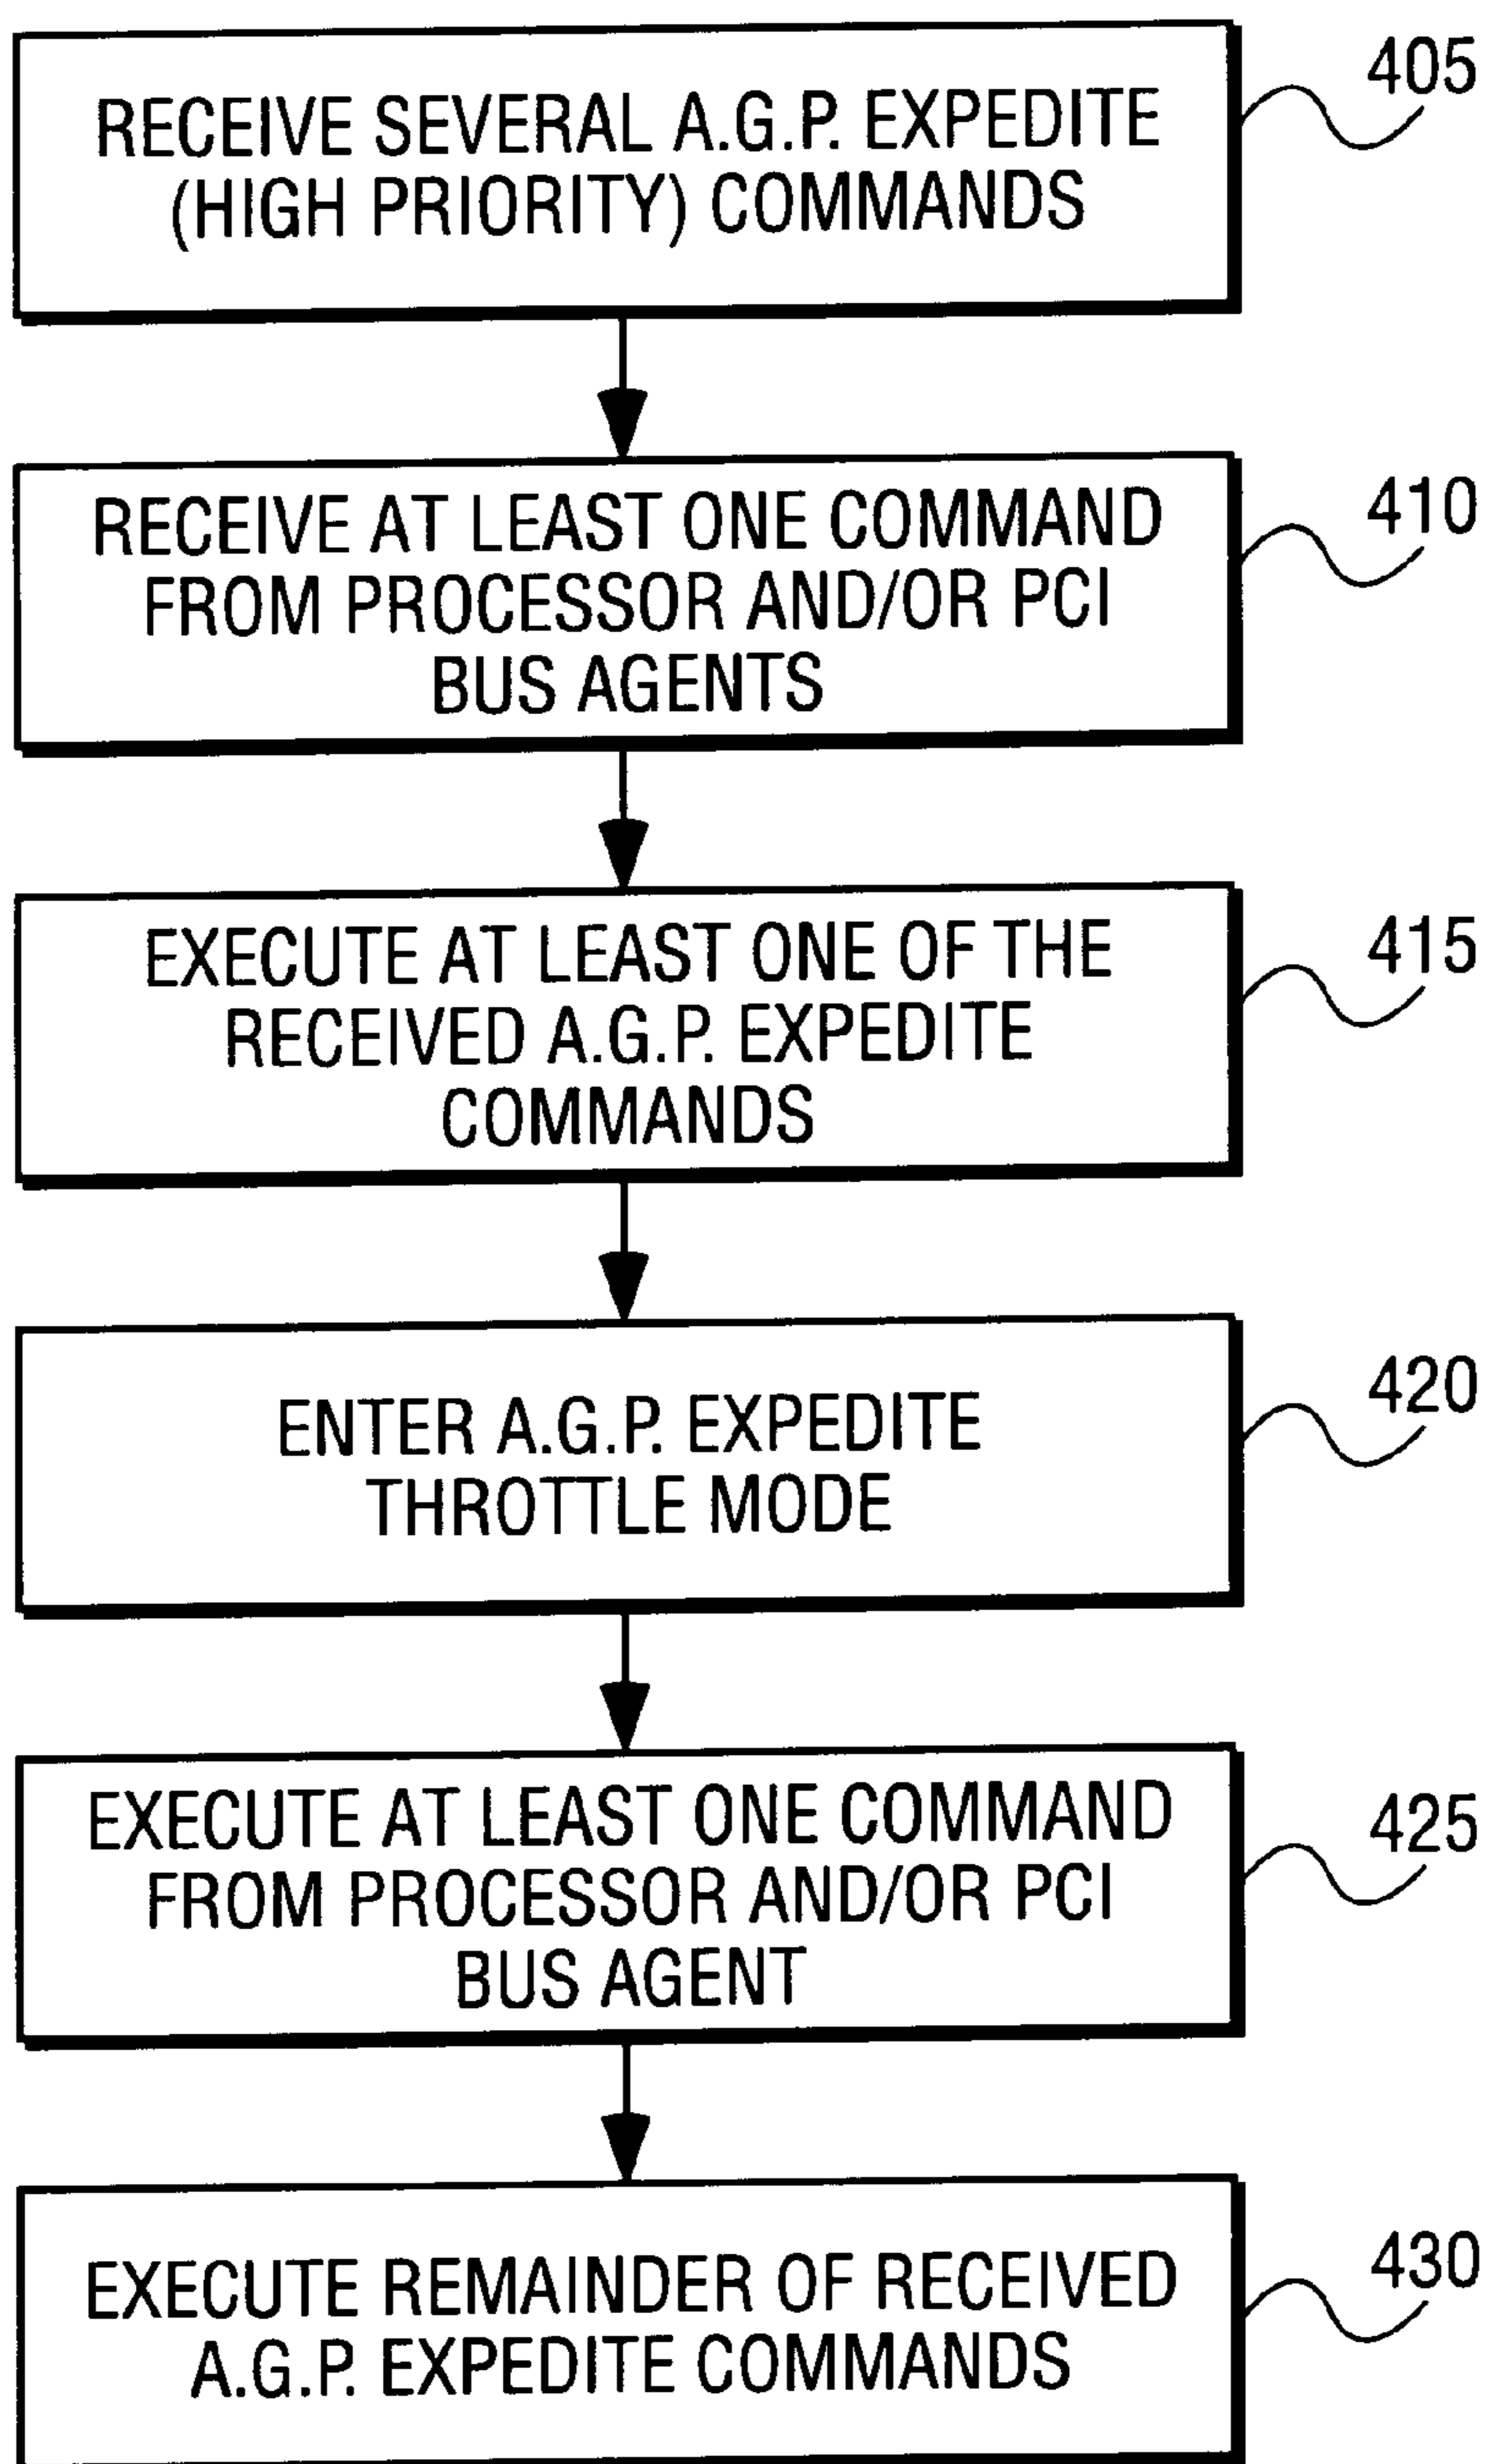 RECEIVE SEVERAL A.G.P. EXPEDITE
(HIGH PRIORITY) COMMANDS
405
RECEIVE AT LEAST ONE COMMAND
FROM PROCESSOR AND/OR PCI
BUS AGENTS
410
EXECUTE AT LEAST ONE OF THE
RECEIVED A.G.P. EXPEDITE
COMMANDS
415
ENTER A.G.P. EXPEDITE
THROTTLE MODE
420
EXECUTE AT LEAST ONE COMMAND
FROM PROCESSOR AND/OR PCI
BUS AGENT
425
EXECUTE REMAINDER OF RECEIVED
A.G.P. EXPEDITE COMMANDS
430